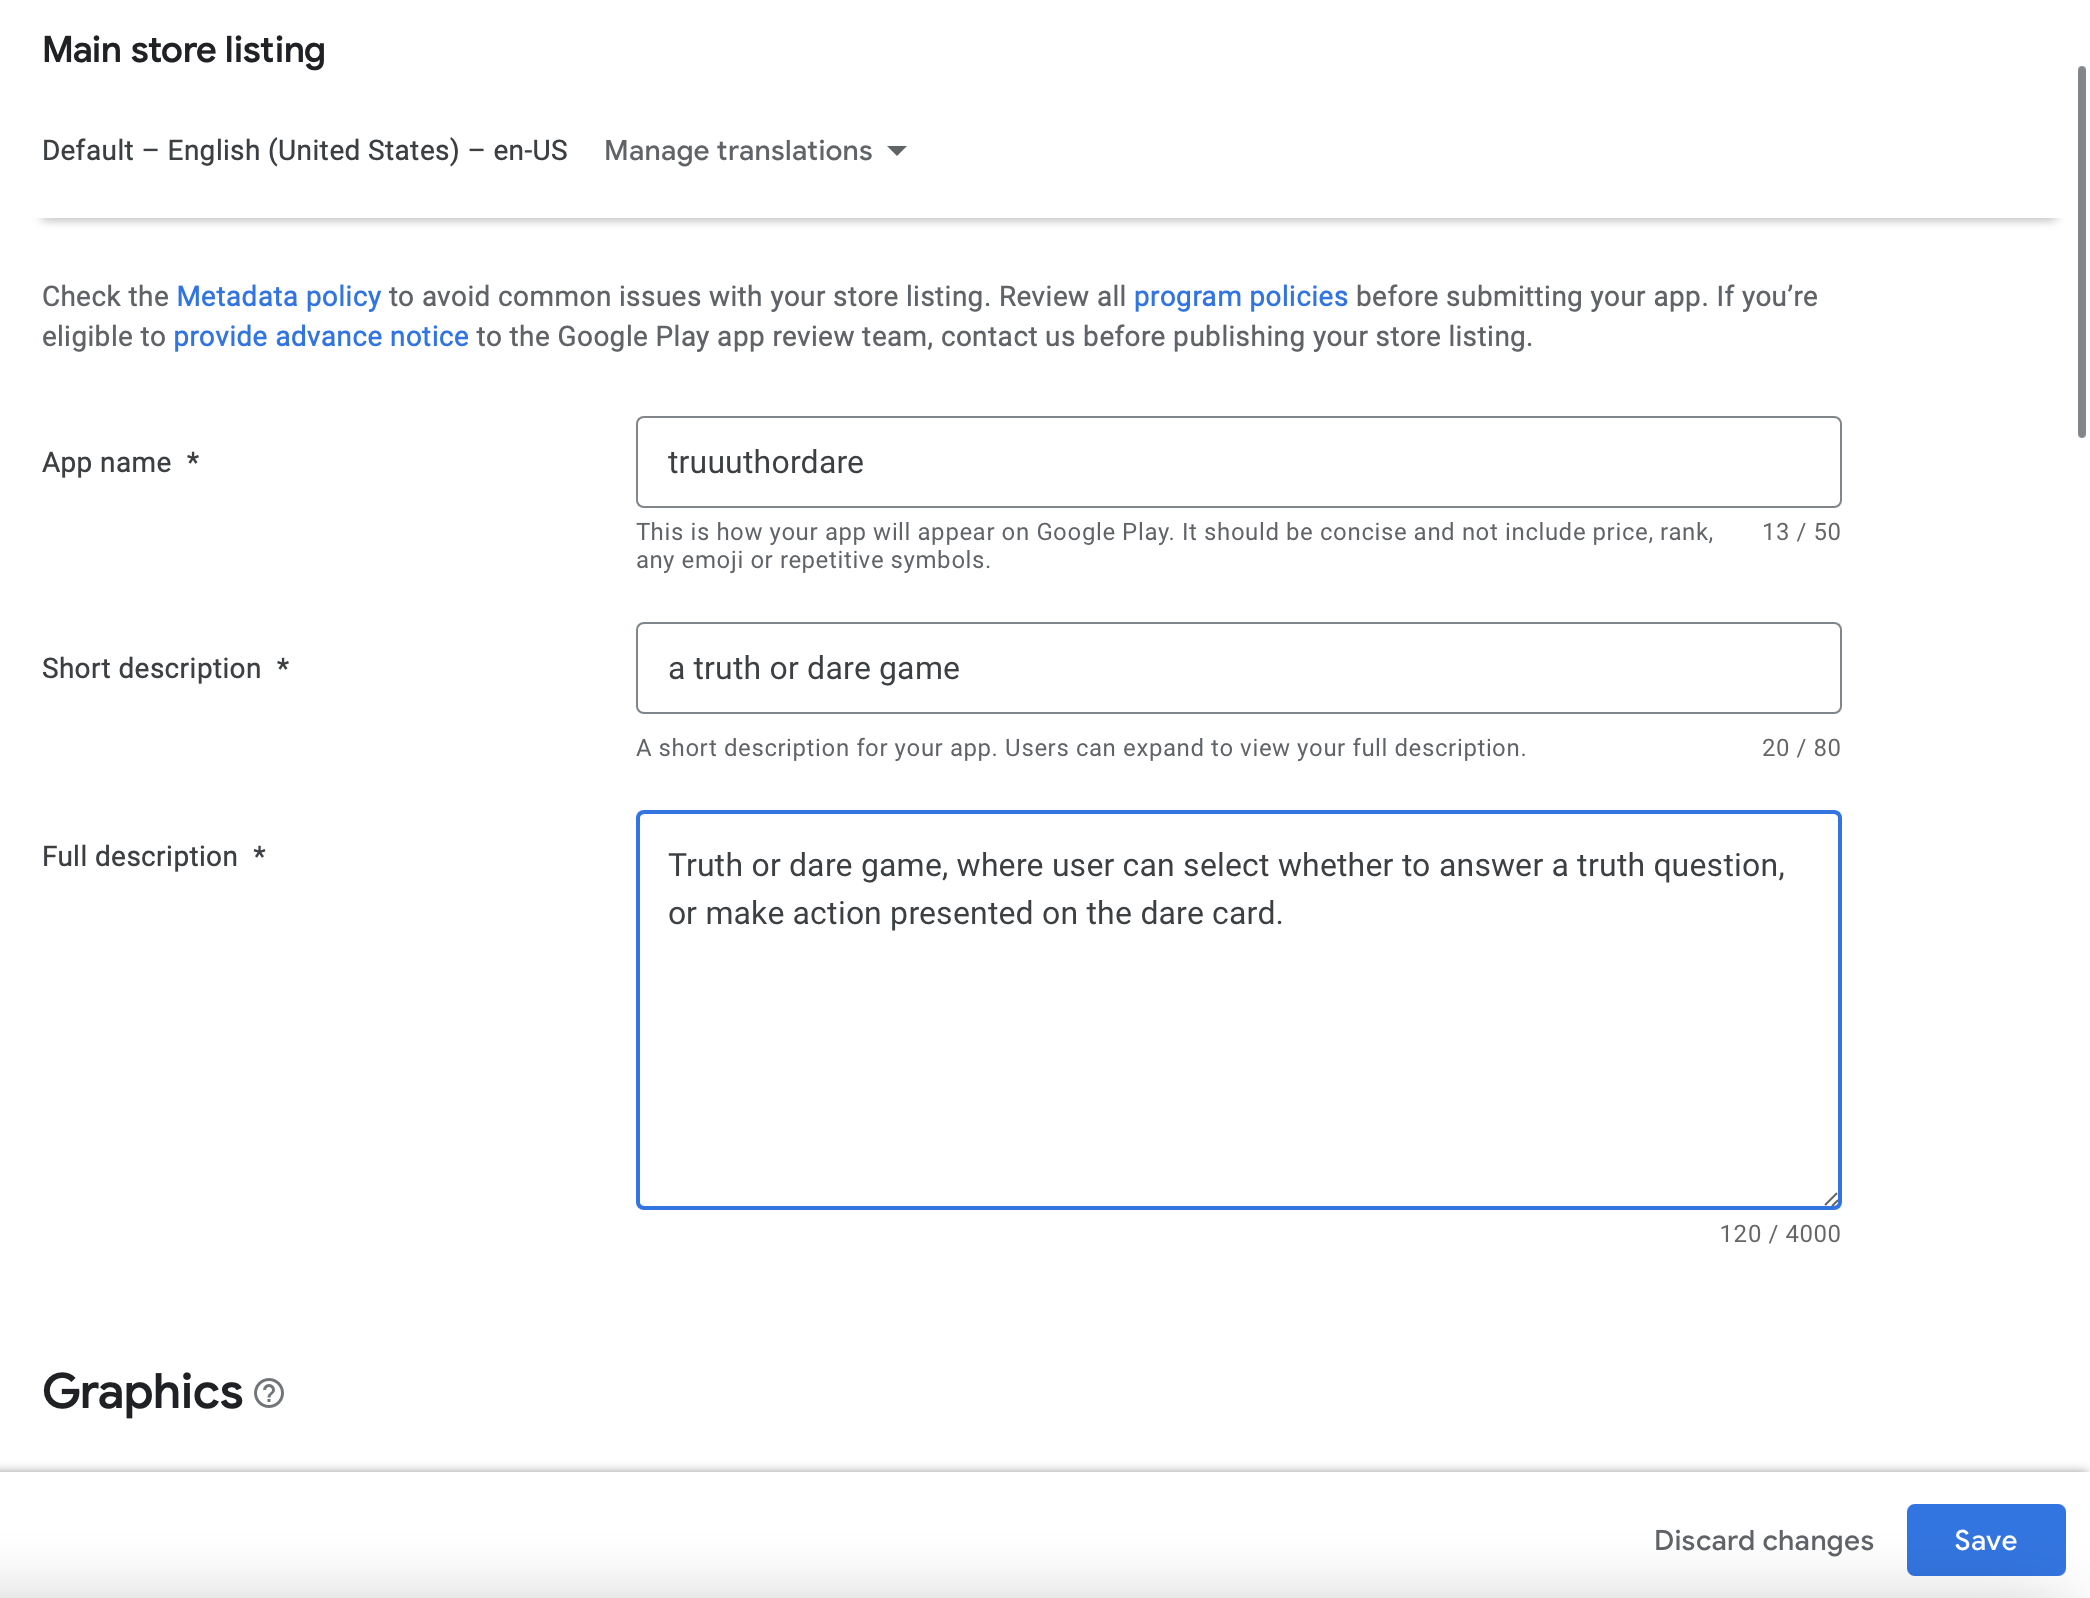 Main store listing
Default – English (United States) – en-US Manage translations
Check the Metadata policy to avoid common issues with your store listing. Review all program policies before submitting your app. If you’re
eligible to provide advance notice to the Google Play app review team, contact us before publishing your store listing.
App name *
truuuthordare
This is how your app will appear on Google Play. It should be concise and not include price, rank, 13 / 50
any emoji or repetitive symbols.
Short description *
a truth or dare game
A short description for your app. Users can expand to view your full description. 20 / 80
Full description *
Truth or dare game, where user can select whether to answer a truth question,
or make action presented on the dare card.
120 / 4000
Graphics ?
Discard changes Save